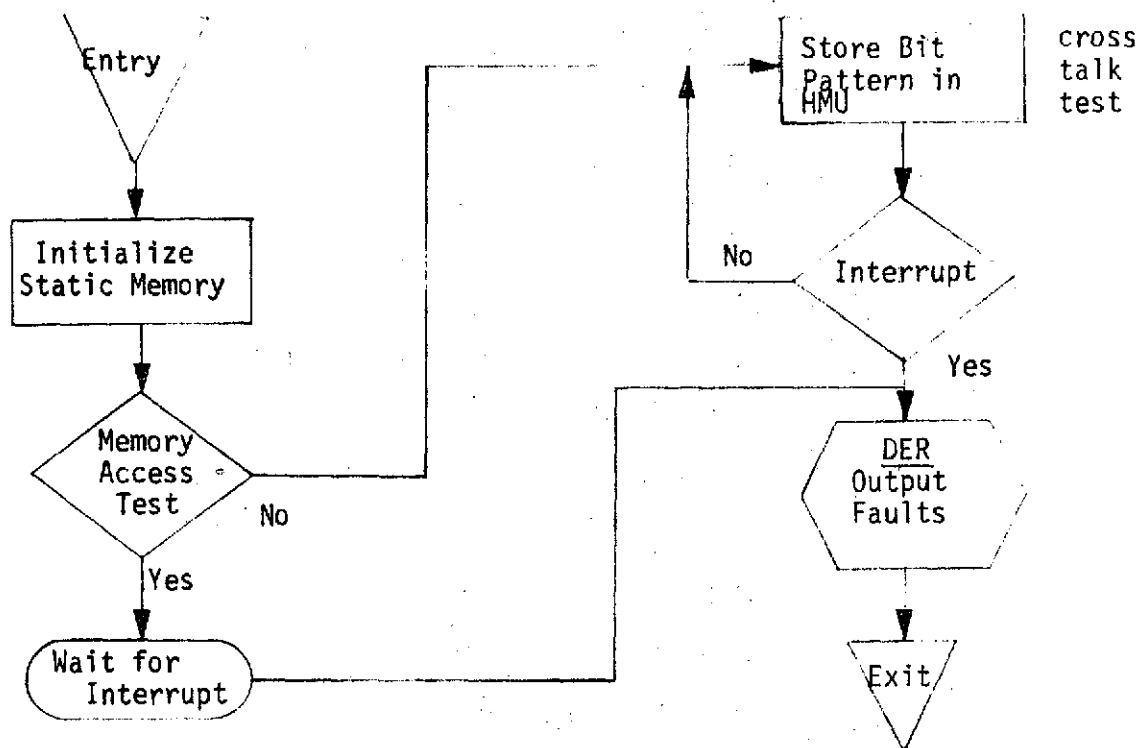 Entry
Initialize
Static Memory
Memory
Access
Test
No
Yes
Wait for
Interrupt
Store Bit
Pattern in
HMU
cross
talk
test
No
Interrupt
Yes
DER
Output
Faults
Exit